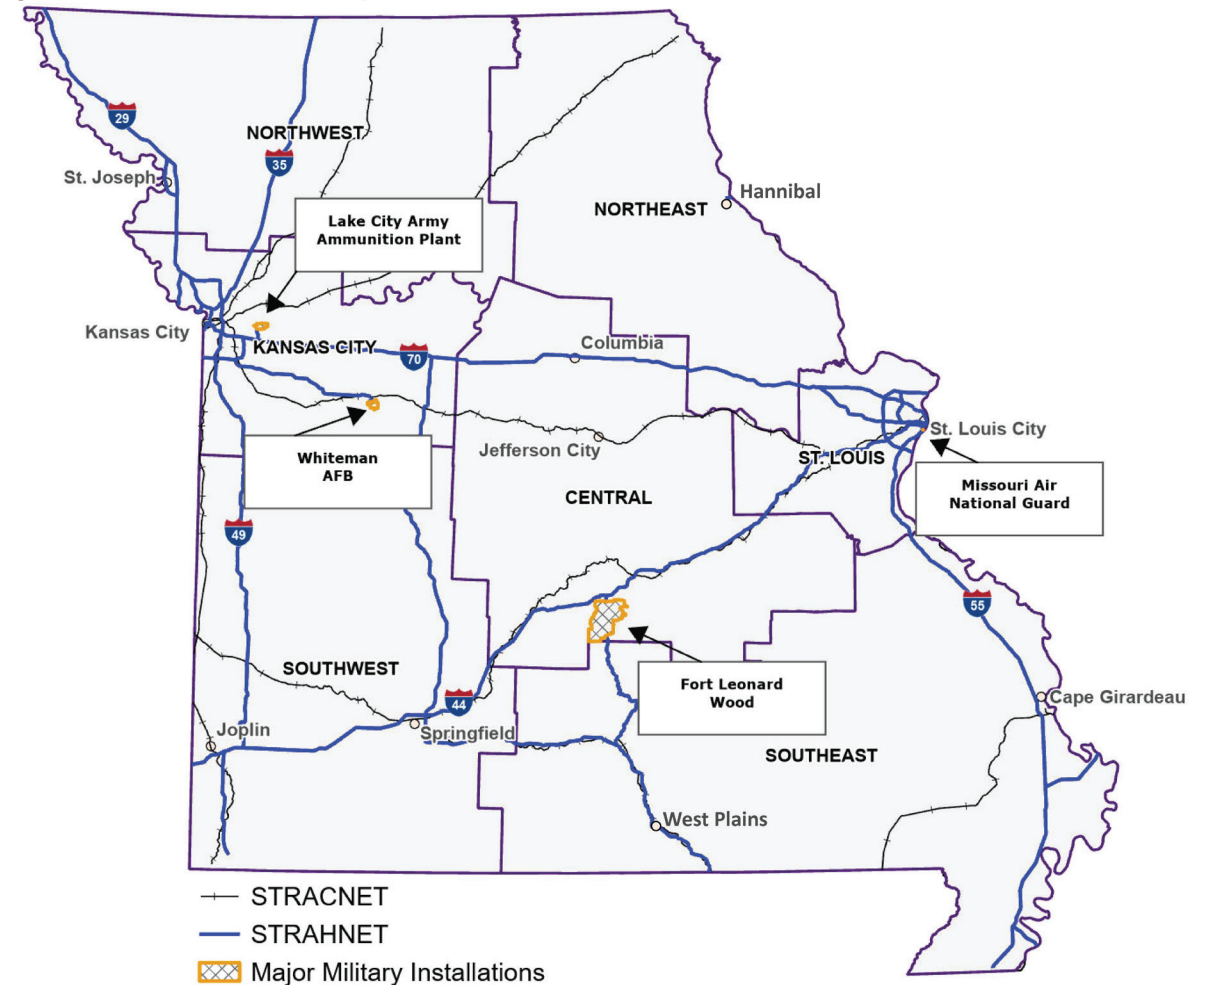 29
NORTHWEST
35
St. Joseph
Hannibal
NORTHEAST
Lake City Army
Ammunition Plant
Kansas City
KANSAS CITY
70
Columbia
St. Louis City
Jefferson City
Whiteman
AFB
ST. LOUIS
Missouri Air
National Guard
CENTRAL
49
55
SOUTHWEST
Fort Leonard
Wood
Cape Girardeau
44
Joplin
Springfield
SOUTHEAST
West Plains
STRACNET
STRAHNET
Major Military Installations